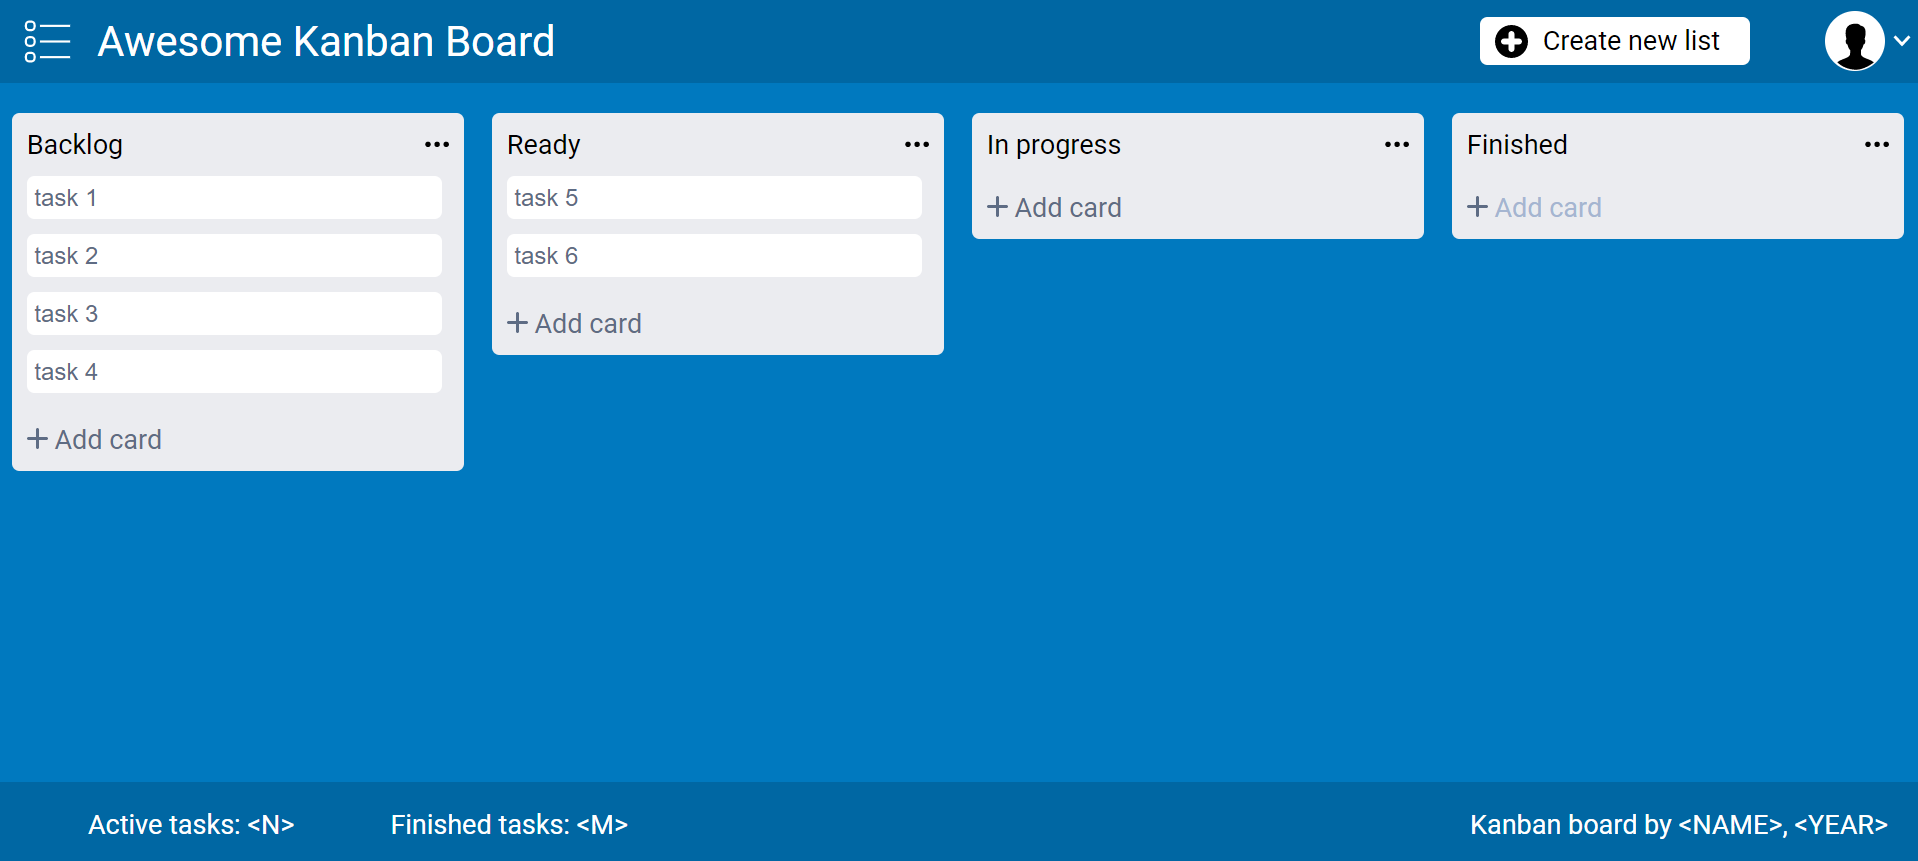 Awesome Kanban Board
Create new list
Backlog
task 1
task 2
task 3
task 4
Add card
Ready
task 5
task 6
Add card
In progress
Add card
Finished
Add card
Active tasks: <N>
Finished tasks: <M>
Kanban board by <NAME>, <YEAR>